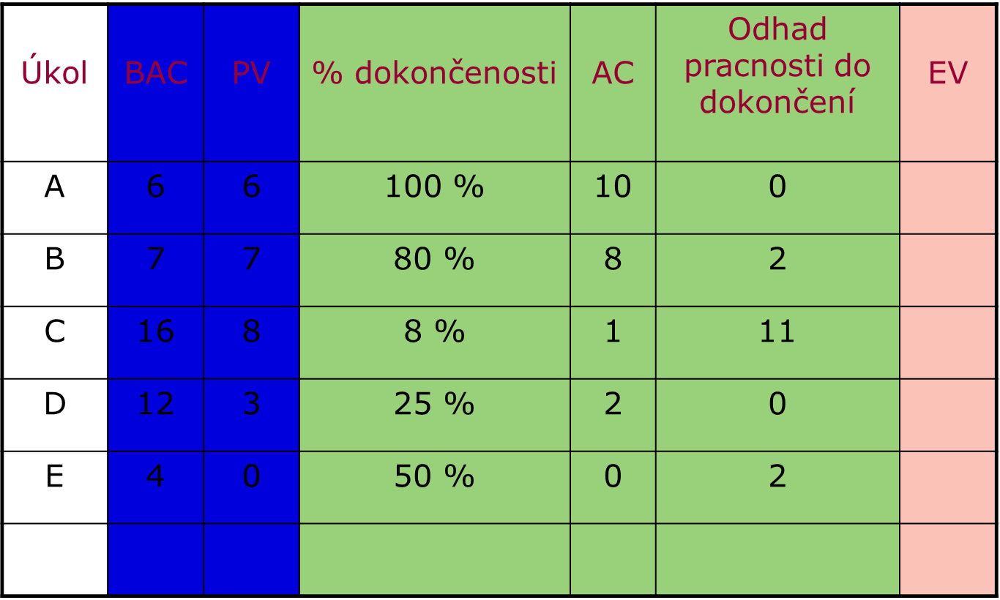 Úkol BAC PV % dokončenosti AC Odhad pracnosti do dokončení EV
A 6 6 100 % 10 0
B 7 7 80 % 8 2
C 16 8 8 % 1 11
D 12 3 25 % 2 0
E 4 0 50 % 0 2